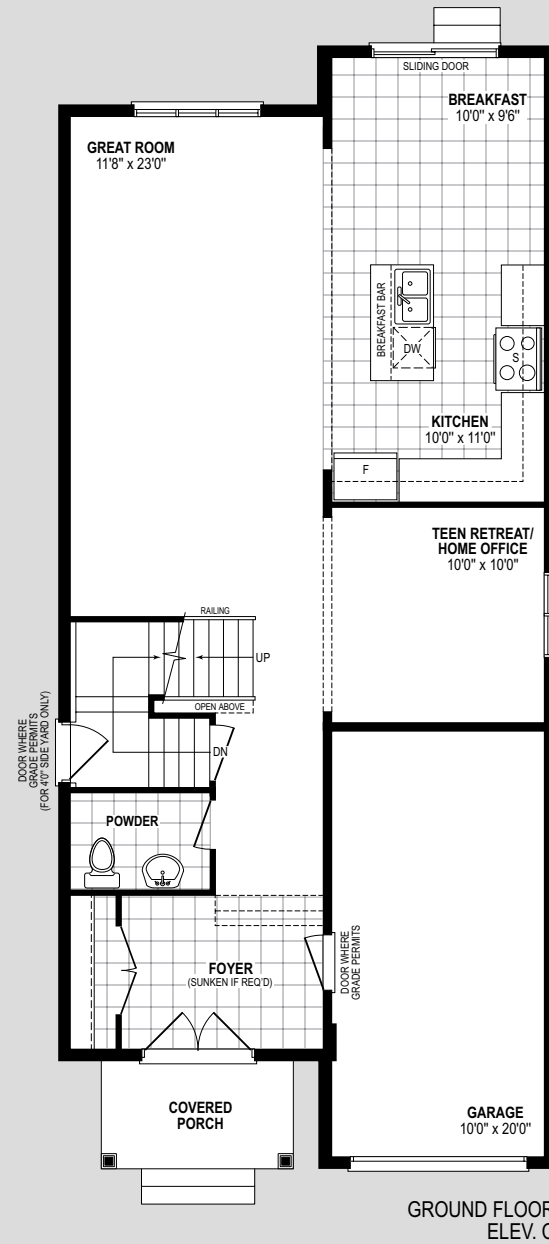 SLIDING DOOR
BREAKFAST
10'0" x 9'6"
GREAT ROOM
11'8" x 23'0"
BREAKFAST BAR
DW
S
KITCHEN
10'0" x 11'0"
F
TEEN RETREAT/
HOME OFFICE
10'0" x 10'0"
RAILING
UP
OPEN ABOVE
DN
DOOR WHERE
GRADE PERMITS
(FOR 4'0" SIDE YARD ONLY)
POWDER
FOYER
(SUNKEN IF REQ'D)
DOOR WHERE
GRADE PERMITS
COVERED
PORCH
GARAGE
10'0" x 20'0"
GROUND FLOOR
ELEV.